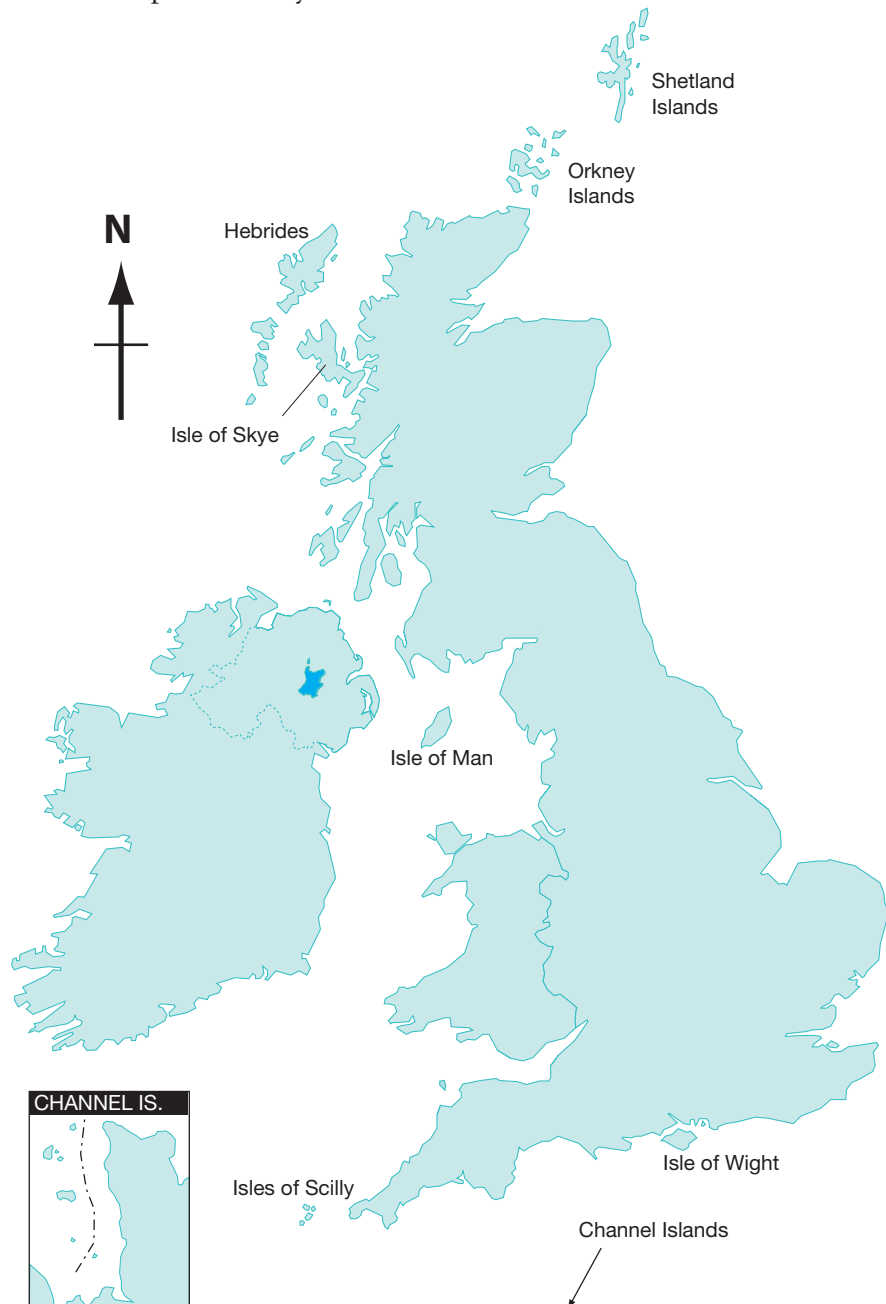 Shetland
Islands
Orkney
Islands
N
Hebrides
Isle of Skye
Isle of Man
CHANNEL IS.
Isle of Wight
Isles of Scilly
Channel Islands